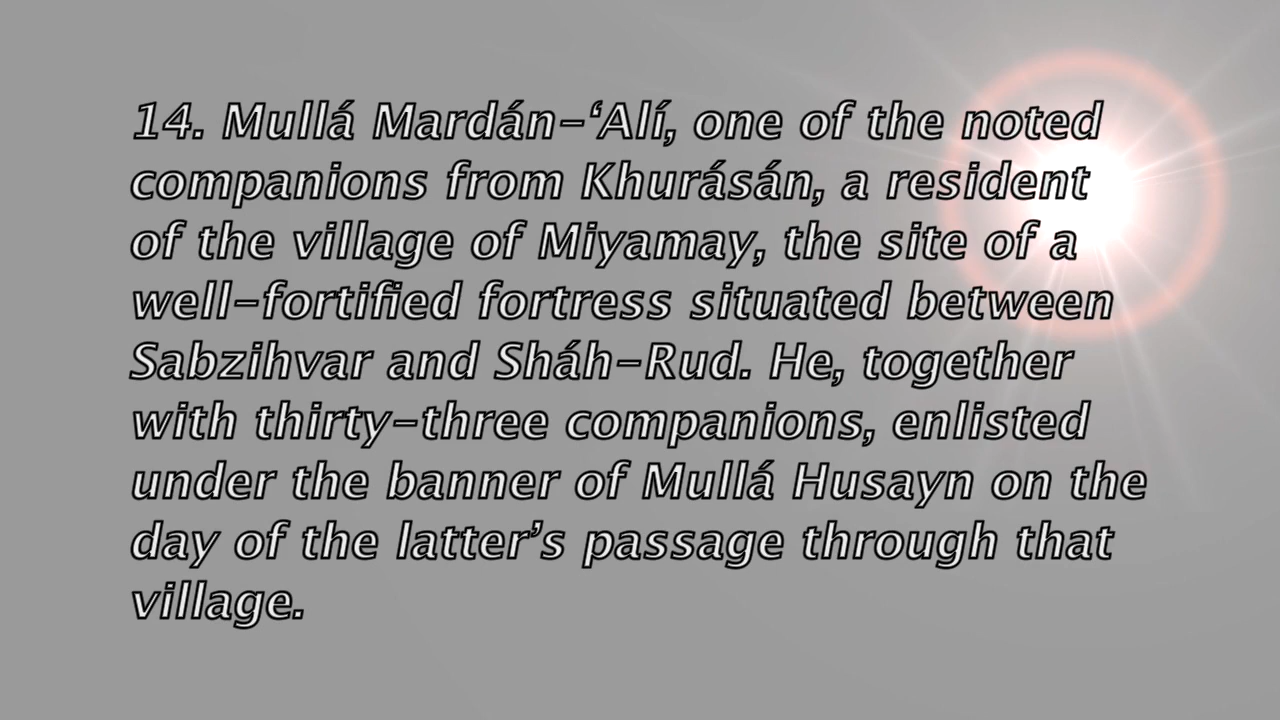 14. Mullá Mardán-‘Alí, one of the noted
companions from Khurásán, a resident
of the village of Miyamay, the site of a
well-fortified fortress situated between
Sabzihvar and Sháh-Rud. He, together
with thirty-three companions, enlisted
under the banner of Mullá Husayn on the
day of the latter’s passage through that
village.